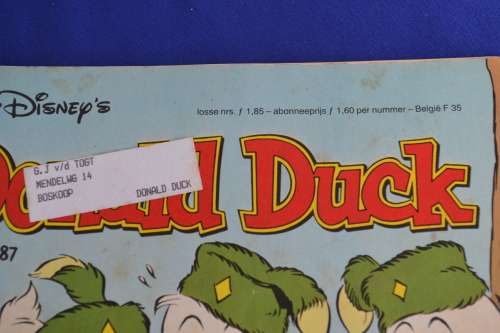 Disney's
losse nrs. ƒ 1,85 – abonneeprijs ƒ 1,60 per nummer – België F 35
Donald Duck
G.J v/d TOGT
MENDELWG 14
BOSKOOP DONALD DUCK
87